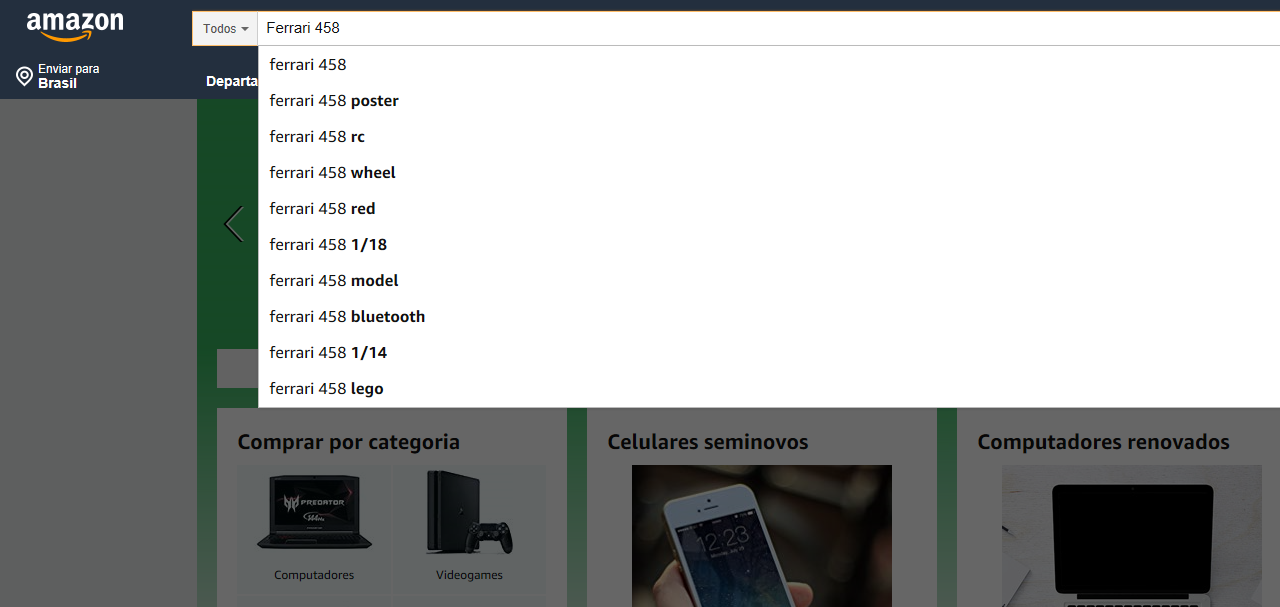 amazon
Todos
Ferrari 458
Enviar para
Brasil
Departa
ferrari 458
ferrari 458 poster
ferrari 458 rc
ferrari 458 wheel
ferrari 458 red
ferrari 458 1/18
ferrari 458 model
ferrari 458 bluetooth
ferrari 458 1/14
ferrari 458 lego
Comprar por categoria
Celulares seminovos
Computadores renovados
PREDATOR
12:23
Computadores
Videogames